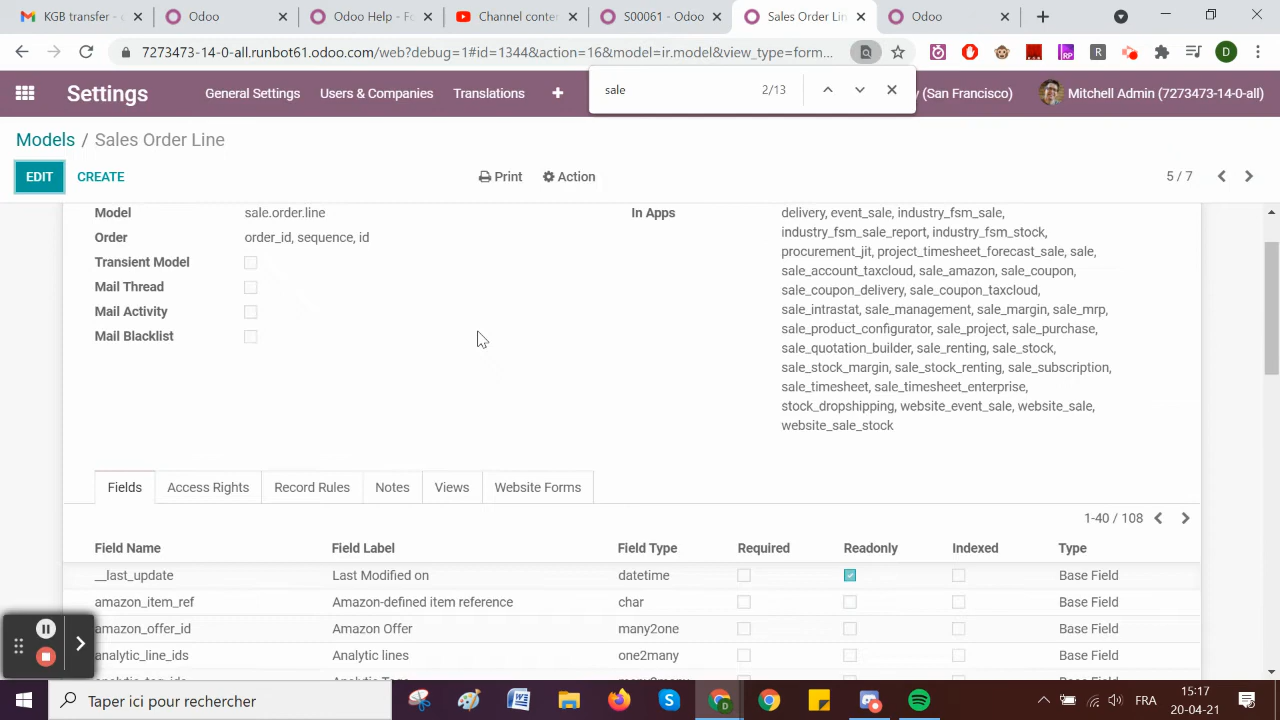 KGB transfer -
Odoo
Odoo Help - Fo
Channel conten
S00061 - Odoo
Sales Order Lin
Odoo
7273473-14-0-all.runbot61.odoo.com/web?debug=1#id=1344&action=16&model=ir.model&view_type=form...
RP
R
D
Settings
General Settings
Users & Companies
Translations
sale
2/13
(San Francisco)
Mitchell Admin (7273473-14-0-all)
Models / Sales Order Line
EDIT
CREATE
Print
Action
5 / 7
Model
sale.order.line
Order
order_id, sequence, id
Transient Model
Mail Thread
Mail Activity
Mail Blacklist
In Apps
delivery, event_sale, industry_fsm_sale,
industry_fsm_sale_report, industry_fsm_stock,
procurement_jit, project_timesheet_forecast_sale, sale,
sale_account_taxcloud, sale_amazon, sale_coupon,
sale_coupon_delivery, sale_coupon_taxcloud,
sale_intrastat, sale_management, sale_margin, sale_mrp,
sale_product_configurator, sale_project, sale_purchase,
sale_quotation_builder, sale_renting, sale_stock,
sale_stock_margin, sale_stock_renting, sale_subscription,
sale_timesheet, sale_timesheet_enterprise,
stock_dropshipping, website_event_sale, website_sale,
website_sale_stock
Fields
Access Rights
Record Rules
Notes
Views
Website Forms
1-40 / 108
Field Name
Field Label
Field Type
Required
Readonly
Indexed
Type
__last_update
Last Modified on
datetime
Base Field
amazon_item_ref
Amazon-defined item reference
char
Base Field
amazon_offer_id
Amazon Offer
many2one
Base Field
analytic_line_ids
Analytic lines
one2many
Base Field
Taper ici pour rechercher
FRA
15:17
20-04-21